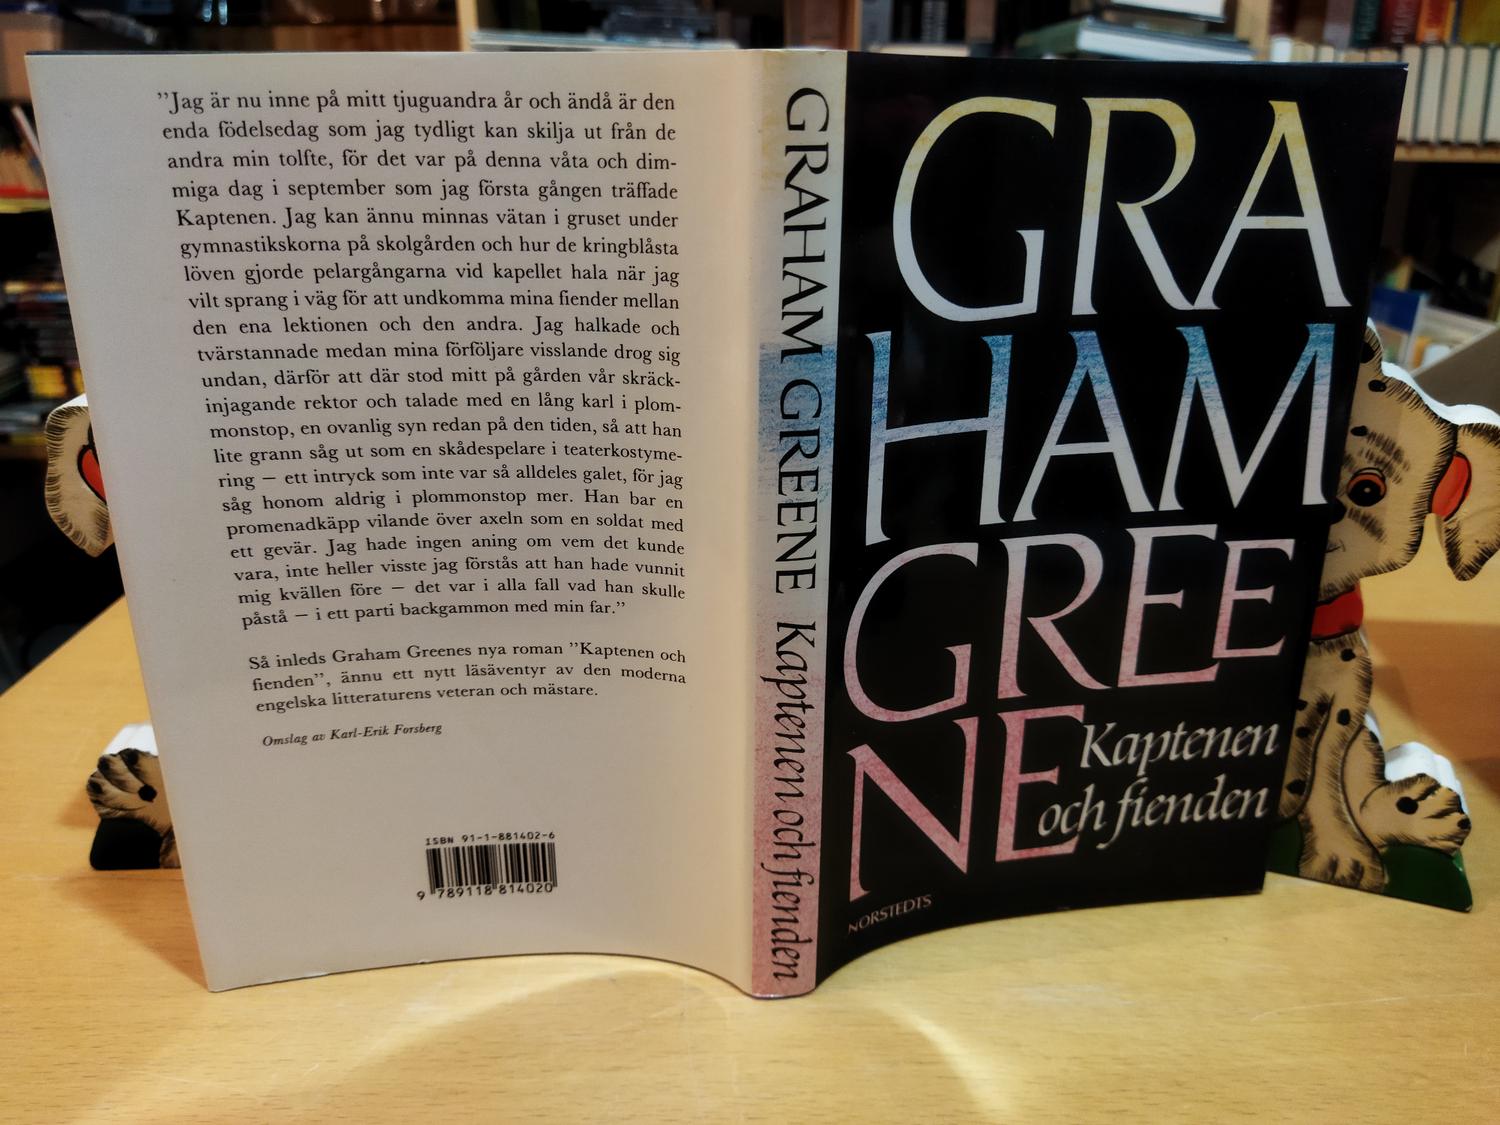 ”Jag är nu inne på mitt tjuguandra år och ändå är den
enda födelsedag som jag tydligt kan skilja ut från de
andra min tolfte, för det var på denna våta och dim-
miga dag i september som jag första gången träffade
Kaptenen. Jag kan ännu minnas vätan i gruset under
gymnastikskorna på skolgården och hur de kringblåsta
löven gjorde pelargångarna vid kapellet hala när jag
vilt sprang i väg för att undkomma mina fiender mellan
den ena lektionen och den andra. Jag halkade och
tvärstannade medan mina förföljare visslande drog sig
undan, därför att där stod mitt på gården vår skräck-
injagande rektor och talade med en lång karl i plom-
monstop, en ovanlig syn redan på den tiden, så att han
lite grann såg ut som en skådespelare i teaterkostyme-
ring — ett intryck som inte var så alldeles galet, för jag
såg honom aldrig i plommonstop mer. Han bar en
promenadkäpp vilande över axeln som en soldat med
ett gevär. Jag hade ingen aning om vem det kunde
vara, inte heller visste jag förstås att han hade vunnit
mig kvällen före — det var i alla fall vad han skulle
påstå — i ett parti backgammon med min far.”
Så inleds Graham Greenes nya roman ”Kaptenen och
fienden”, ännu ett nytt läsäventyr av den moderna
engelska litteraturens veteran och mästare.
Omslag av Karl-Erik Forsberg
ISBN 91-1-881402-6
9 789118 814020
GRAHAM GREENE Kaptenen och fienden
GRA
HAM
GREE
NE
Kaptenen
och fienden
NORSTEDTS